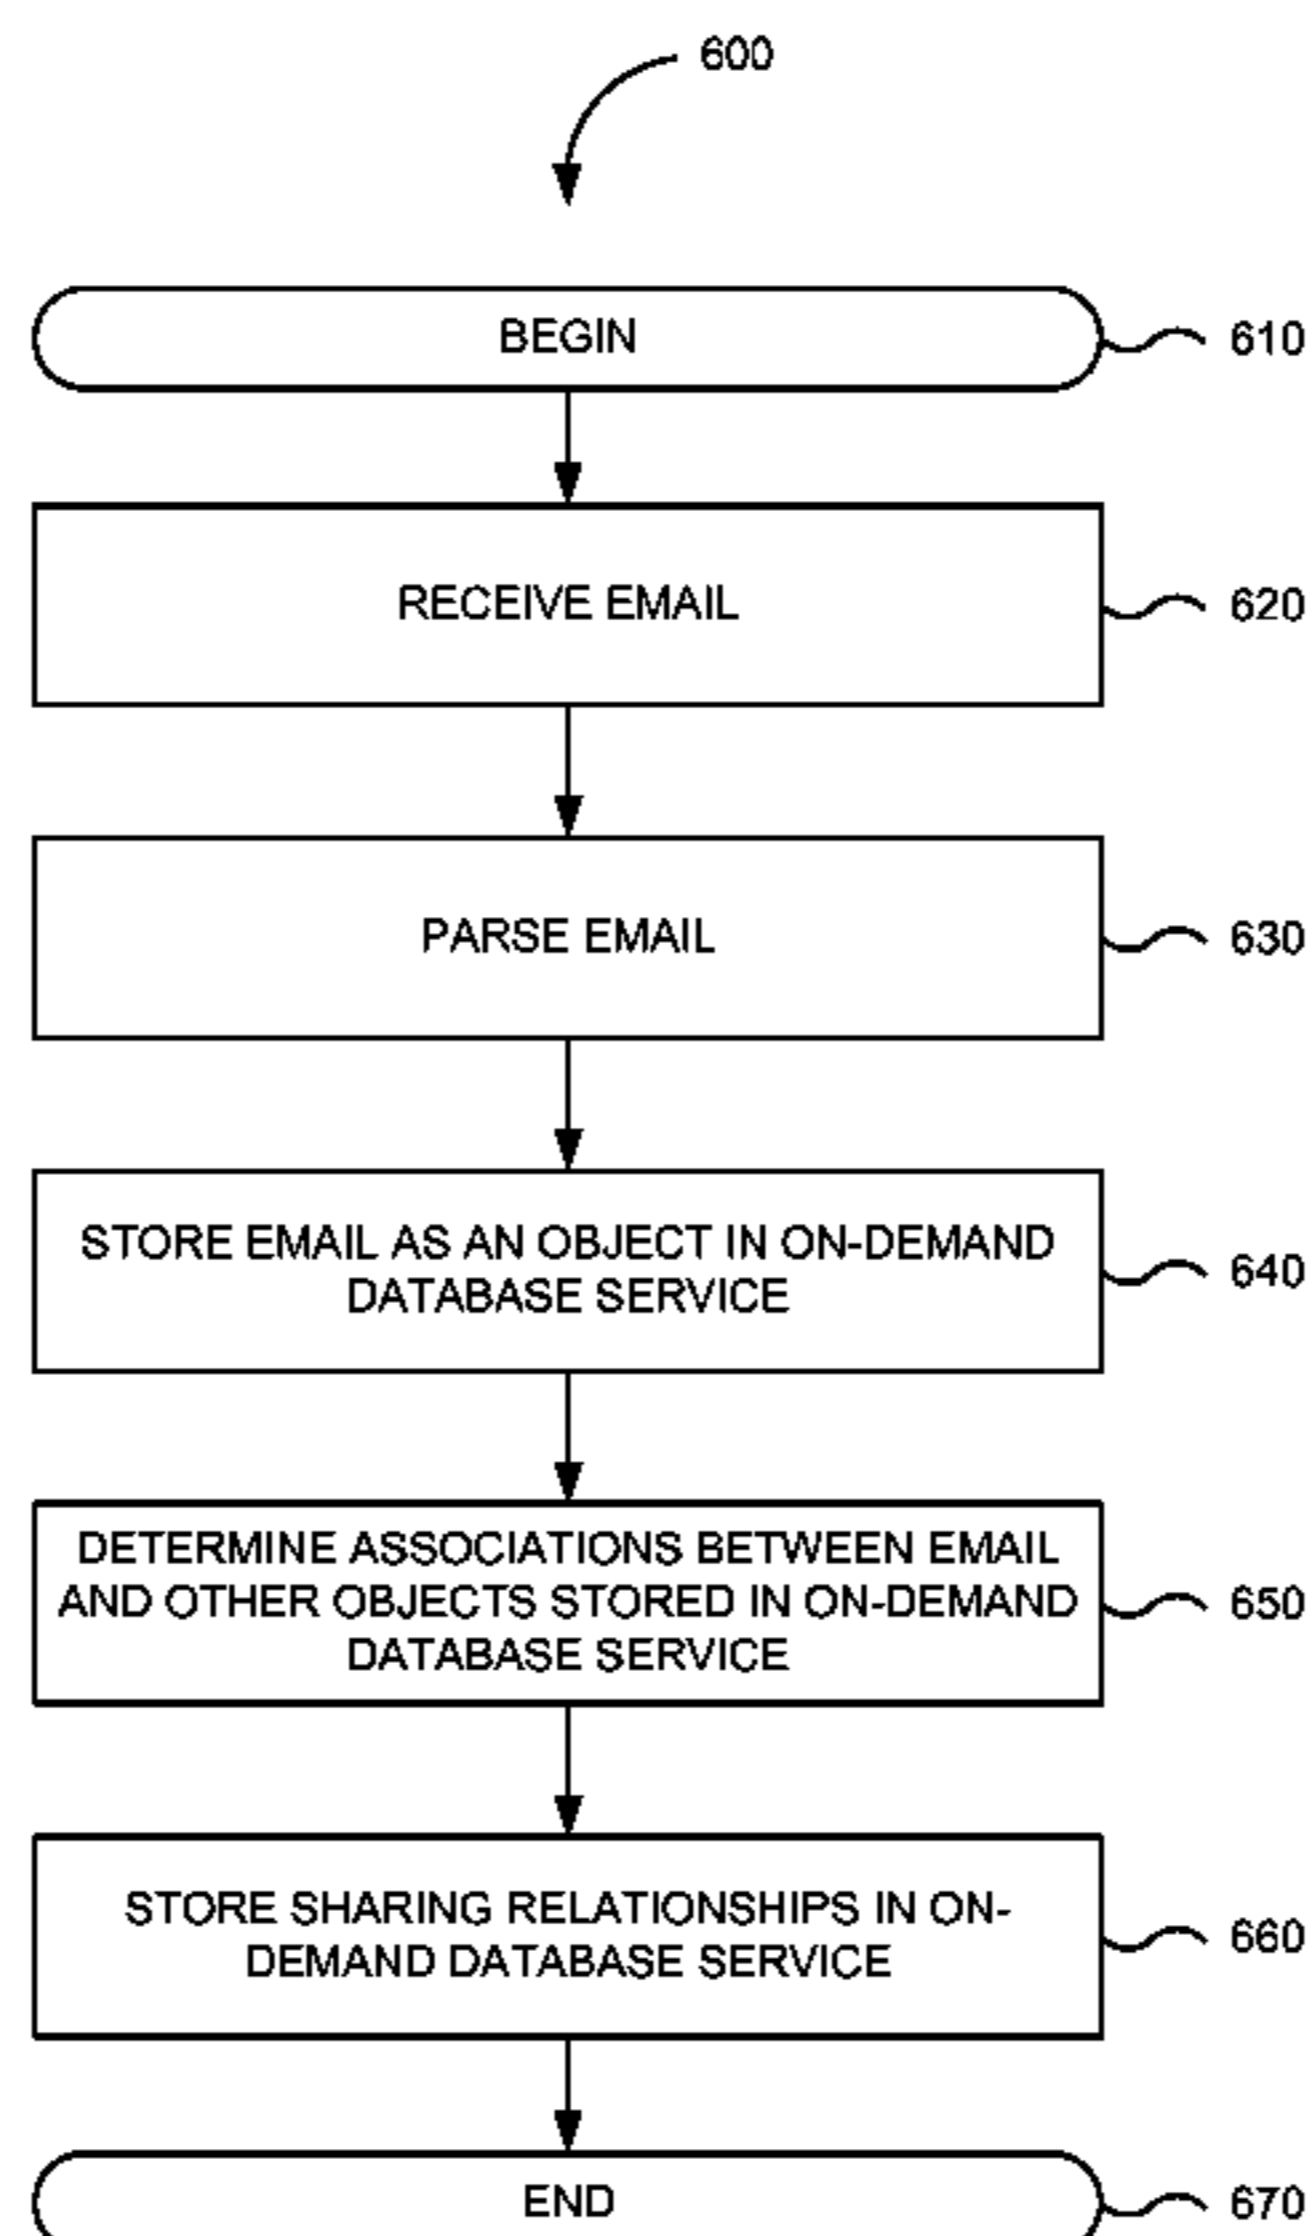 600
BEGIN
610
RECEIVE EMAIL
620
PARSE EMAIL
630
STORE EMAIL AS AN OBJECT IN ON-DEMAND
DATABASE SERVICE
640
DETERMINE ASSOCIATIONS BETWEEN EMAIL
AND OTHER OBJECTS STORED IN ON-DEMAND
DATABASE SERVICE
650
STORE SHARING RELATIONSHIPS IN ON-
DEMAND DATABASE SERVICE
660
END
670